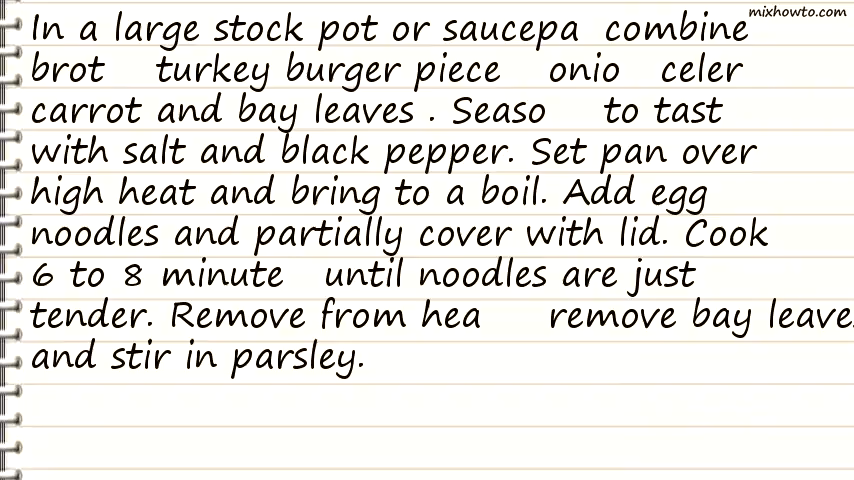 mixhowto.com
In a large stock pot or saucepa combine
brot turkey burger piece onio celer
carrot and bay leaves . Seaso to tast
with salt and black pepper. Set pan over
high heat and bring to a boil. Add egg
noodles and partially cover with lid. Cook
6 to 8 minute until noodles are just
tender. Remove from hea remove bay leave
and stir in parsley.